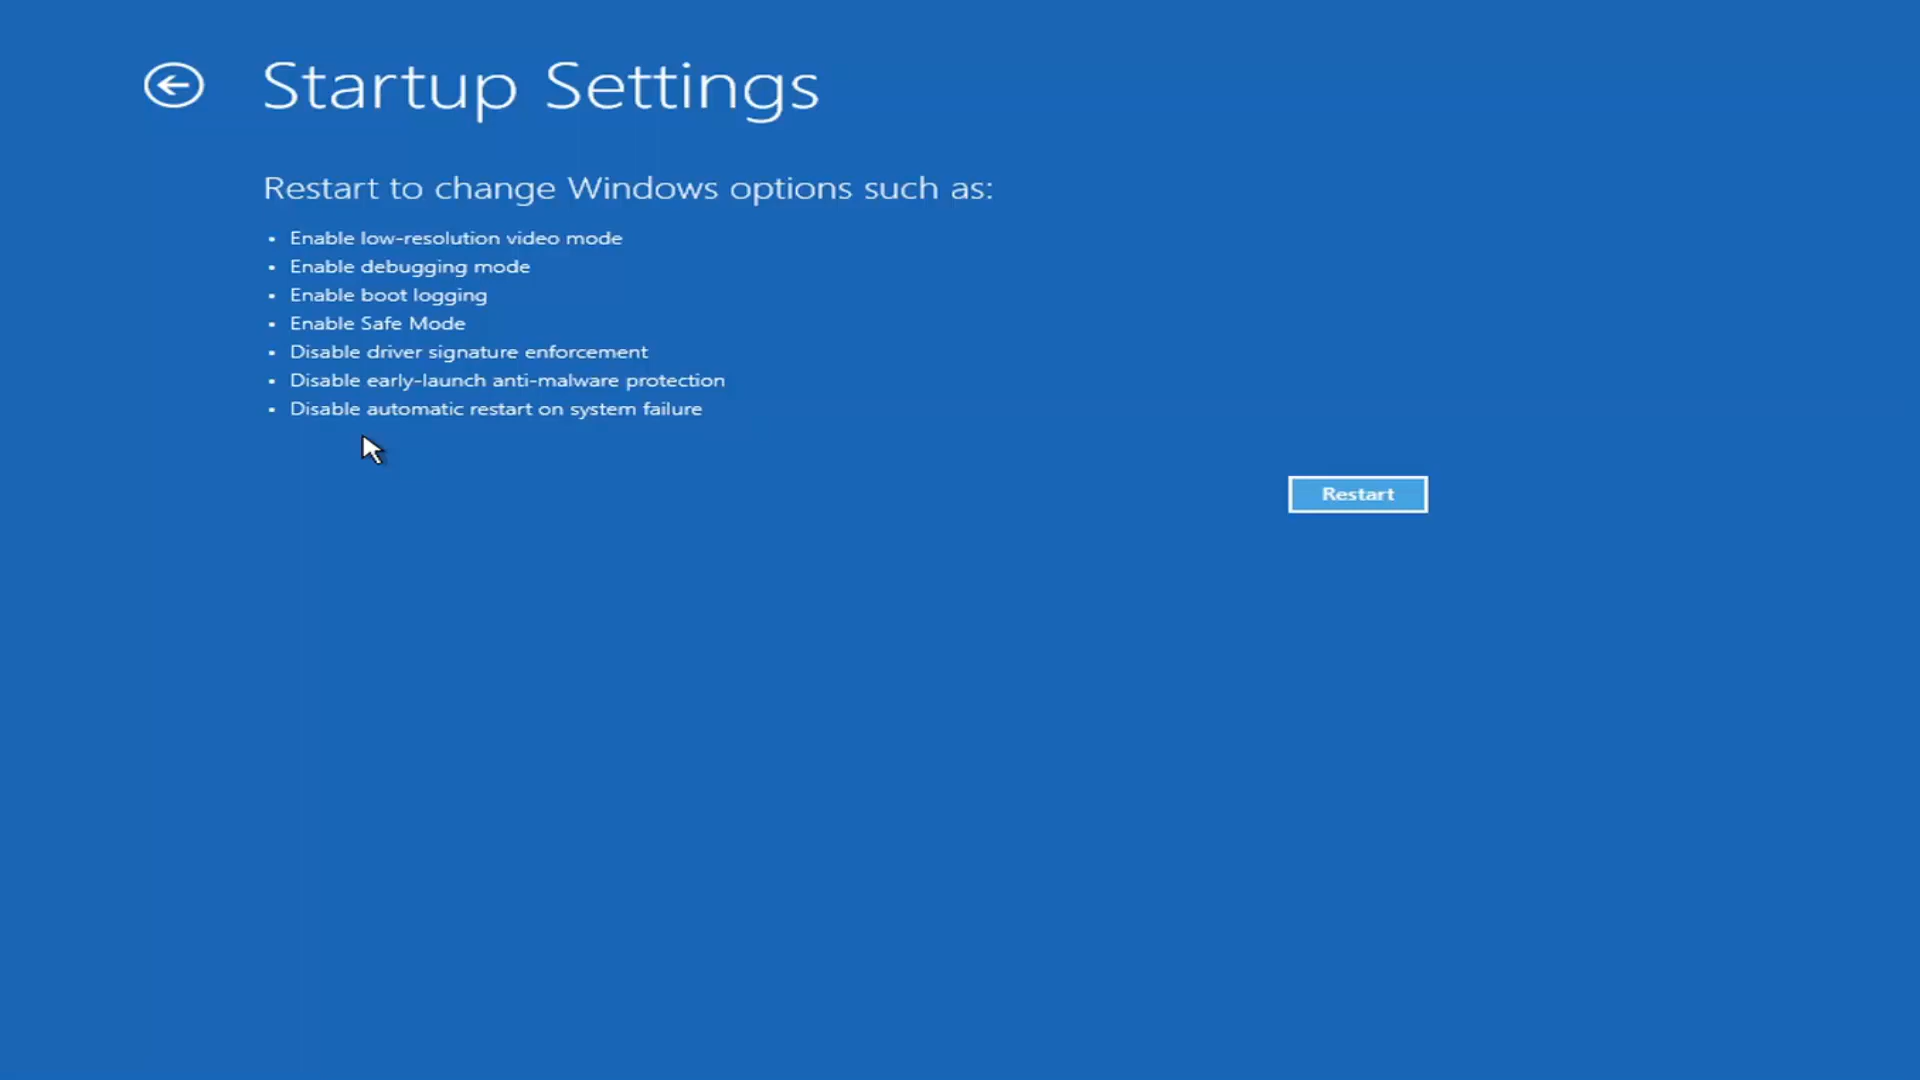 Startup Settings
Restart to change Windows options such as:
• Enable low-resolution video mode
• Enable debugging mode
• Enable boot logging
• Enable Safe Mode
• Disable driver signature enforcement
• Disable early-launch anti-malware protection
• Disable automatic restart on system failure
Restart